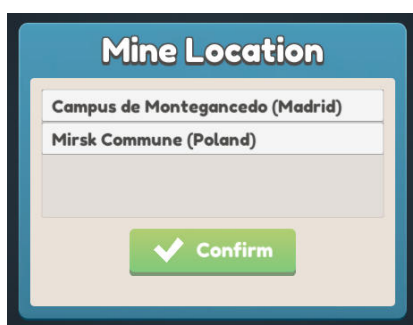 Mine Location
Campus de Montegancedo (Madrid)
Mirsk Commune (Poland)
Confirm